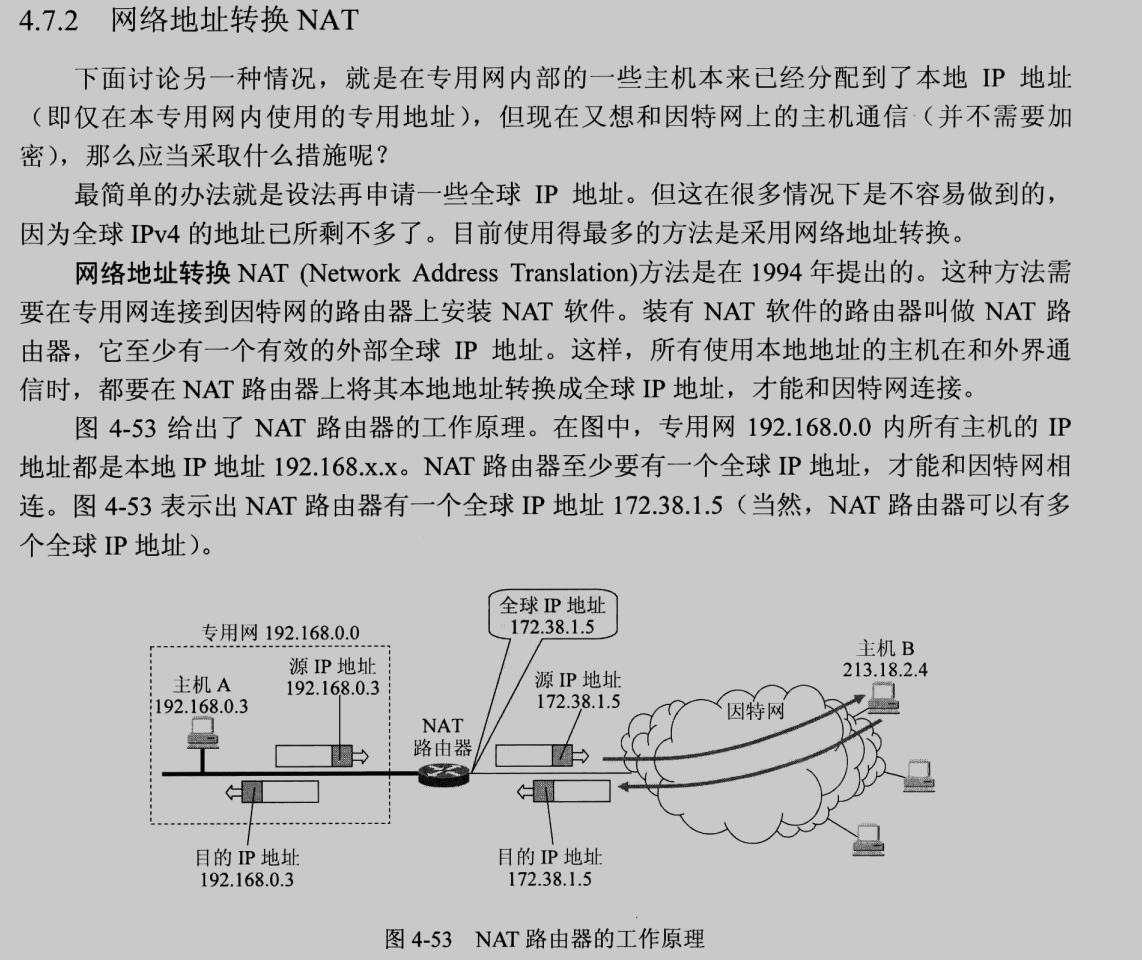 4.7.2 网络地址转换 NAT
下面讨论另一种情况，就是在专用网内部的一些主机本来已经分配到了本地 IP 地址
（即仅在本专用网内使用的专用地址），但现在又想和因特网上的主机通信（并不需要加
密），那么应当采取什么措施呢？
最简单的办法就是设法再申请一些全球 IP 地址。但这在很多情况下是不容易做到的，
因为全球 IPv4 的地址已所剩不多了。目前使用得最多的方法是采用网络地址转换。
网络地址转换 NAT (Network Address Translation)方法是在 1994 年提出的。这种方法需
要在专用网连接到因特网的路由器上安装 NAT 软件。装有 NAT 软件的路由器叫做 NAT 路
由器，它至少有一个有效的外部全球 IP 地址。这样，所有使用本地地址的主机在和外界通
信时，都要在 NAT 路由器上将其本地地址转换成全球 IP 地址，才能和因特网连接。
图 4-53 给出了 NAT 路由器的工作原理。在图中，专用网 192.168.0.0 内所有主机的 IP
地址都是本地 IP 地址 192.168.x.x。NAT 路由器至少要有一个全球 IP 地址，才能和因特网相
连。图 4-53 表示出 NAT 路由器有一个全球 IP 地址 172.38.1.5（当然，NAT 路由器可以有多
个全球 IP 地址）。
全球 IP 地址
172.38.1.5
专用网 192.168.0.0
主机 A
192.168.0.3
源 IP 地址
192.168.0.3
NAT
路由器
源 IP 地址
172.38.1.5
因特网
主机 B
213.18.2.4
目的 IP 地址
192.168.0.3
目的 IP 地址
172.38.1.5
图 4-53 NAT 路由器的工作原理